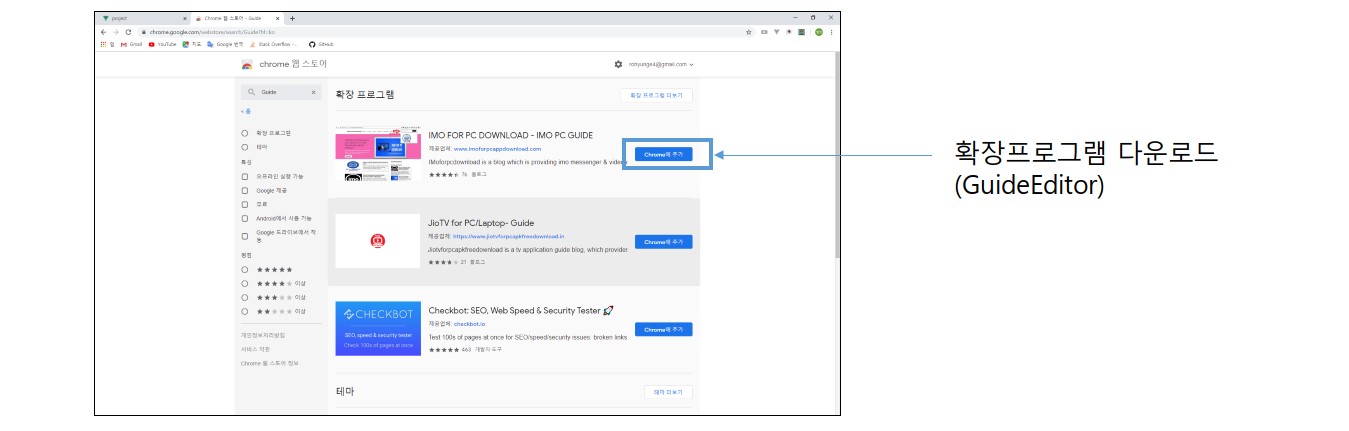 project
Chrome 웹 스토어 - Guide
chrome.google.com/webstore/search/Guide?hl=ko
앱
Gmail
YouTube
지도
Google 번역
Stack Overflow -...
GitHub
chrome 웹 스토어
ronyunge4@gmail.com
Guide
< 홈
확장 프로그램
테마
특성
오프라인 실행 가능
Google 제공
무료
Android에서 사용 가능
Google 드라이브에서 작
동
평점
★★★★★
★★★★★ 이상
★★★★★ 이상
★★★★★ 이상
개인정보처리방침
서비스 약관
Chrome 웹 스토어 정보
확장 프로그램
확장 프로그램 더보기
IMO FOR PC DOWNLOAD - IMO PC GUIDE
제공업체: www.imoforpcappdownload.com
IMoforpcdownload is a blog which is providing imo messenger & video
76 블로그
Chrome에 추가
JioTV for PC/Laptop- Guide
제공업체: https://www.jiotvforpcapkfreedownload.in
Jiotvforpcapkfreedownload is a tv application guide blog, which provider
21 블로그
Chrome에 추가
CHECKBOT
SEO, speed & security tester
Check 100s of pages at once
Checkbot: SEO, Web Speed & Security Tester 🚀
제공업체: checkbot.io
Test 100s of pages at once for SEO/speed/security issues. broken links
463 개발자 도구
Chrome에 추가
테마
테마 더보기
확장프로그램 다운로드
(GuideEditor)